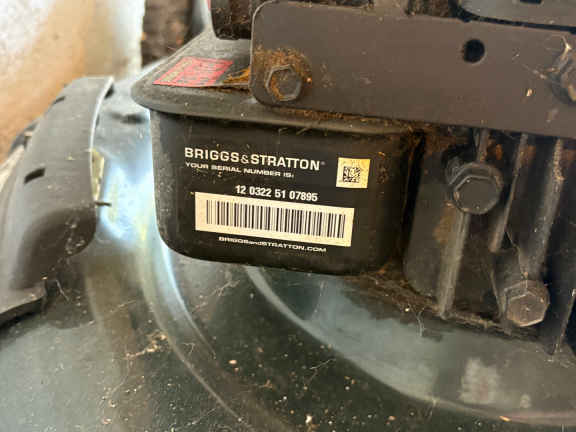 BRIGGS&STRATTON
YOUR SERIAL NUMBER IS:
12 0322 51 07895
BRIGGSandSTRATTON.COM